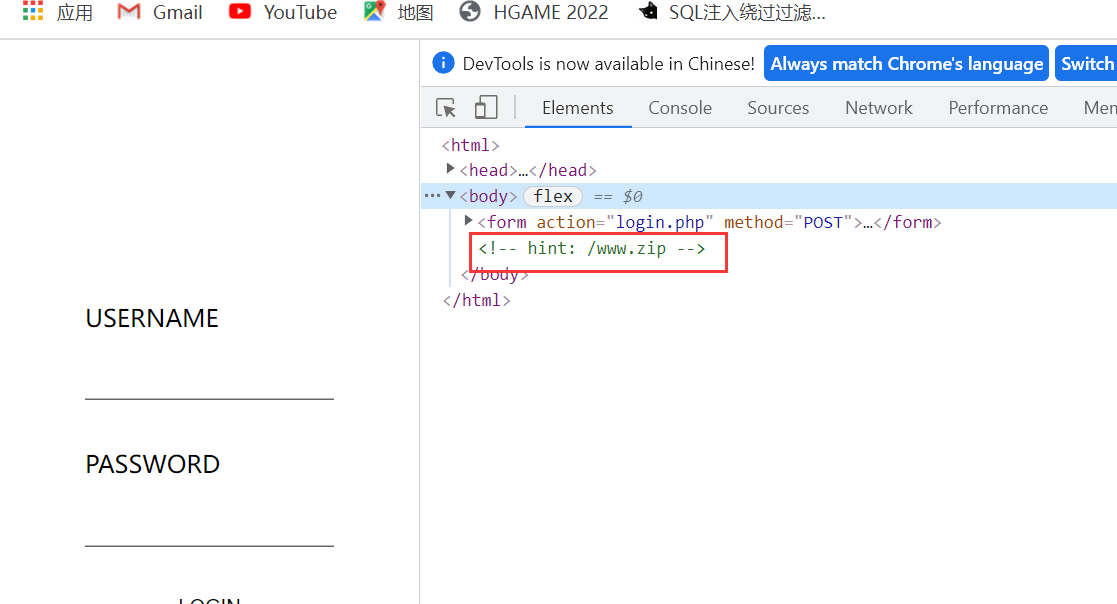 应用 Gmail YouTube 地图 HGAME 2022 SQL注入绕过过滤...
DevTools is now available in Chinese! Always match Chrome's language Switch
Elements Console Sources Network Performance Mem
<html>
<head>…</head>
<body> flex == $0
<form action="login.php" method="POST">…</form>
<!-- hint: /www.zip -->
</body>
</html>
USERNAME
PASSWORD
LOGIN